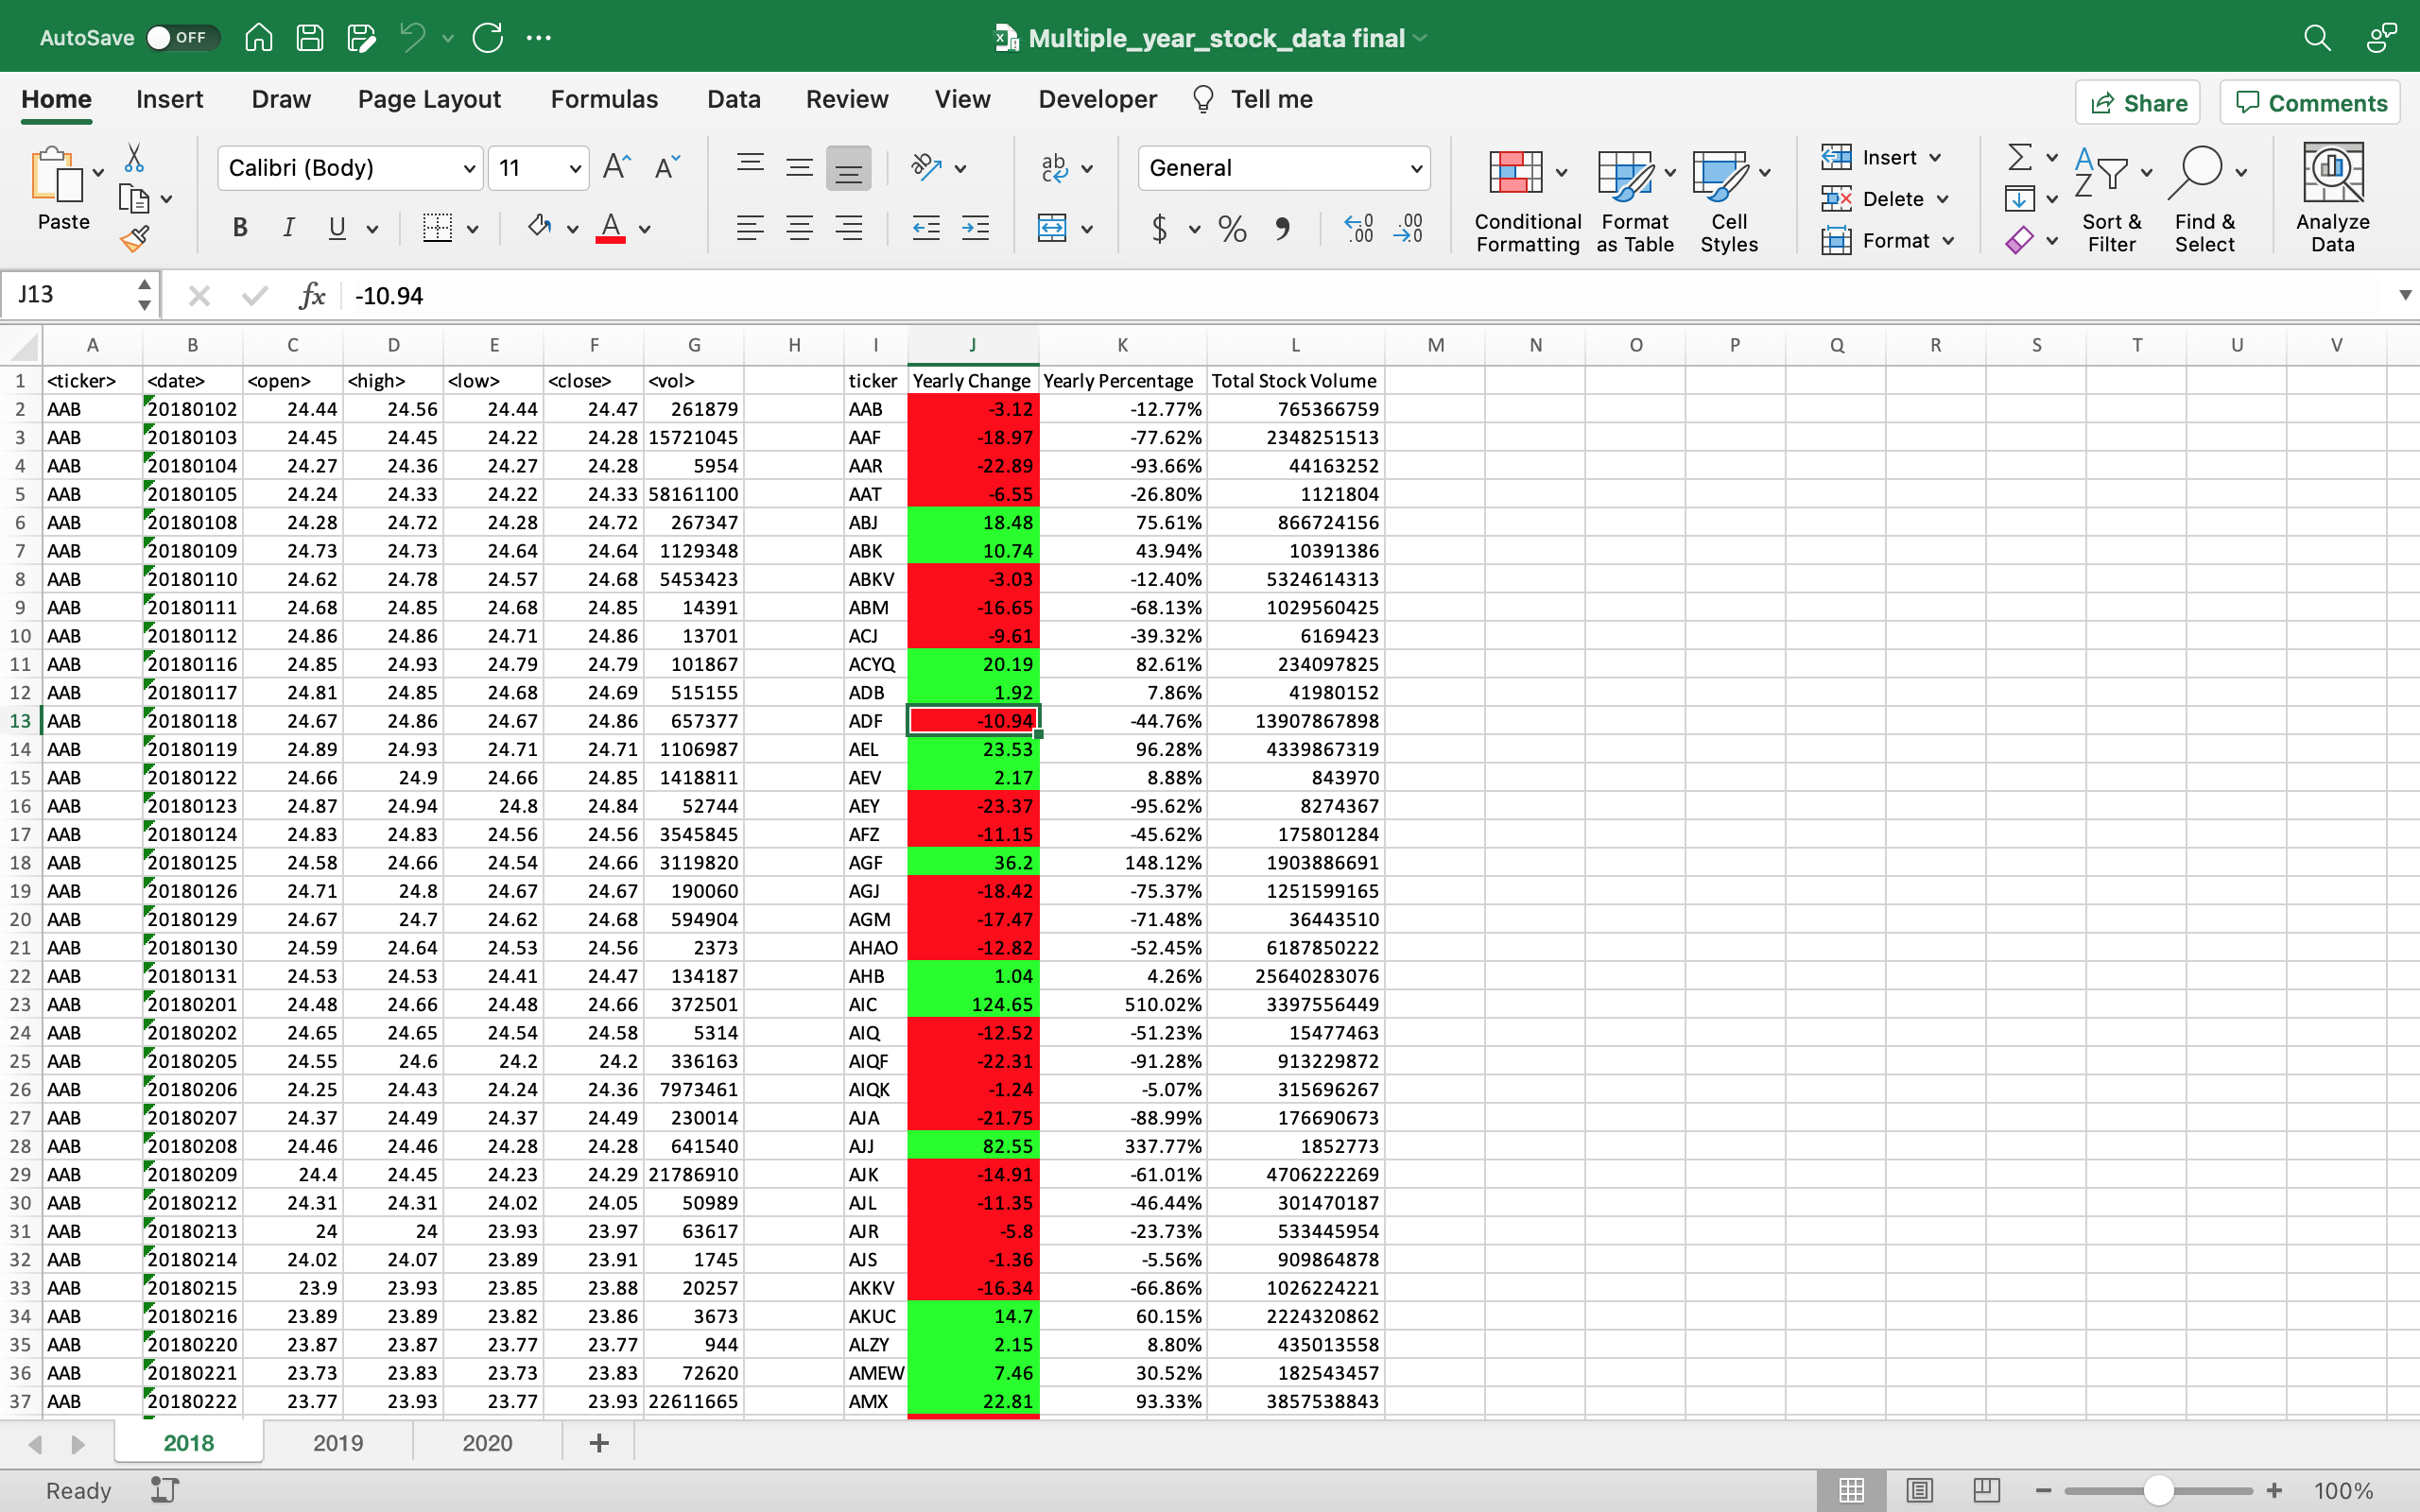 AutoSave OFF Multiple_year_stock_data final
Home Insert Draw Page Layout Formulas Data Review View Developer Tell me Share Comments
Paste Calibri (Body) 11 General Conditional Formatting Format as Table Cell Styles Insert Delete Format Sort & Filter Find & Select Analyze Data
J13 fx -10.94
A B C D E F G H I J K L M N O P Q R S T U V
1 <ticker> <date> <open> <high> <low> <close> <vol> ticker Yearly Change Yearly Percentage Total Stock Volume
2 AAB 20180102 24.44 24.56 24.44 24.47 261879 AAB -3.12 -12.77% 765366759
3 AAB 20180103 24.45 24.45 24.22 24.28 15721045 AAF -18.97 -77.62% 2348251513
4 AAB 20180104 24.27 24.36 24.27 24.28 5954 AAR -22.89 -93.66% 44163252
5 AAB 20180105 24.24 24.33 24.22 24.33 58161100 AAT -6.55 -26.80% 1121804
6 AAB 20180108 24.28 24.72 24.28 24.72 267347 ABJ 18.48 75.61% 866724156
7 AAB 20180109 24.73 24.73 24.64 24.64 1129348 ABK 10.74 43.94% 10391386
8 AAB 20180110 24.62 24.78 24.57 24.68 5453423 ABKV -3.03 -12.40% 5324614313
9 AAB 20180111 24.68 24.85 24.68 24.85 14391 ABM -16.65 -68.13% 1029560425
10 AAB 20180112 24.86 24.86 24.71 24.86 13701 ACJ -9.61 -39.32% 6169423
11 AAB 20180116 24.85 24.93 24.79 24.79 101867 ACYQ 20.19 82.61% 234097825
12 AAB 20180117 24.81 24.85 24.68 24.69 515155 ADB 1.92 7.86% 41980152
13 AAB 20180118 24.67 24.86 24.67 24.86 657377 ADF -10.94 -44.76% 13907867898
14 AAB 20180119 24.89 24.93 24.71 24.71 1106987 AEL 23.53 96.28% 4339867319
15 AAB 20180122 24.66 24.9 24.66 24.85 1418811 AEV 2.17 8.88% 843970
16 AAB 20180123 24.87 24.94 24.8 24.84 52744 AEY -23.37 -95.62% 8274367
17 AAB 20180124 24.83 24.83 24.56 24.56 3545845 AFZ -11.15 -45.62% 175801284
18 AAB 20180125 24.58 24.66 24.54 24.66 3119820 AGF 36.2 148.12% 1903886691
19 AAB 20180126 24.71 24.8 24.67 24.67 190060 AGJ -18.42 -75.37% 1251599165
20 AAB 20180129 24.67 24.7 24.62 24.68 594904 AGM -17.47 -71.48% 36443510
21 AAB 20180130 24.59 24.64 24.53 24.56 2373 AHAO -12.82 -52.45% 6187850222
22 AAB 20180131 24.53 24.53 24.41 24.47 134187 AHB 1.04 4.26% 25640283076
23 AAB 20180201 24.48 24.66 24.48 24.66 372501 AIC 124.65 510.02% 3397556449
24 AAB 20180202 24.65 24.65 24.54 24.58 5314 AIQ -12.52 -51.23% 15477463
25 AAB 20180205 24.55 24.6 24.2 24.2 336163 AIQF -22.31 -91.28% 913229872
26 AAB 20180206 24.25 24.43 24.24 24.36 7973461 AIQK -1.24 -5.07% 315696267
27 AAB 20180207 24.37 24.49 24.37 24.49 230014 AJA -21.75 -88.99% 176690673
28 AAB 20180208 24.46 24.46 24.28 24.28 641540 AJJ 82.55 337.77% 1852773
29 AAB 20180209 24.4 24.45 24.23 24.29 21786910 AJK -14.91 -61.01% 4706222269
30 AAB 20180212 24.31 24.31 24.02 24.05 50989 AJL -11.35 -46.44% 301470187
31 AAB 20180213 24 24 23.93 23.97 63617 AJR -5.8 -23.73% 533445954
32 AAB 20180214 24.02 24.07 23.89 23.91 1745 AJS -1.36 -5.56% 909864878
33 AAB 20180215 23.9 23.93 23.85 23.88 20257 AKKV -16.34 -66.86% 1026224221
34 AAB 20180216 23.89 23.89 23.82 23.86 3673 AKUC 14.7 60.15% 2224320862
35 AAB 20180220 23.87 23.87 23.77 23.77 944 ALZY 2.15 8.80% 435013558
36 AAB 20180221 23.73 23.83 23.73 23.83 72620 AMEW 7.46 30.52% 182543457
37 AAB 20180222 23.77 23.93 23.77 23.93 22611665 AMX 22.81 93.33% 3857538843
2018 2019 2020 +
Ready 100%